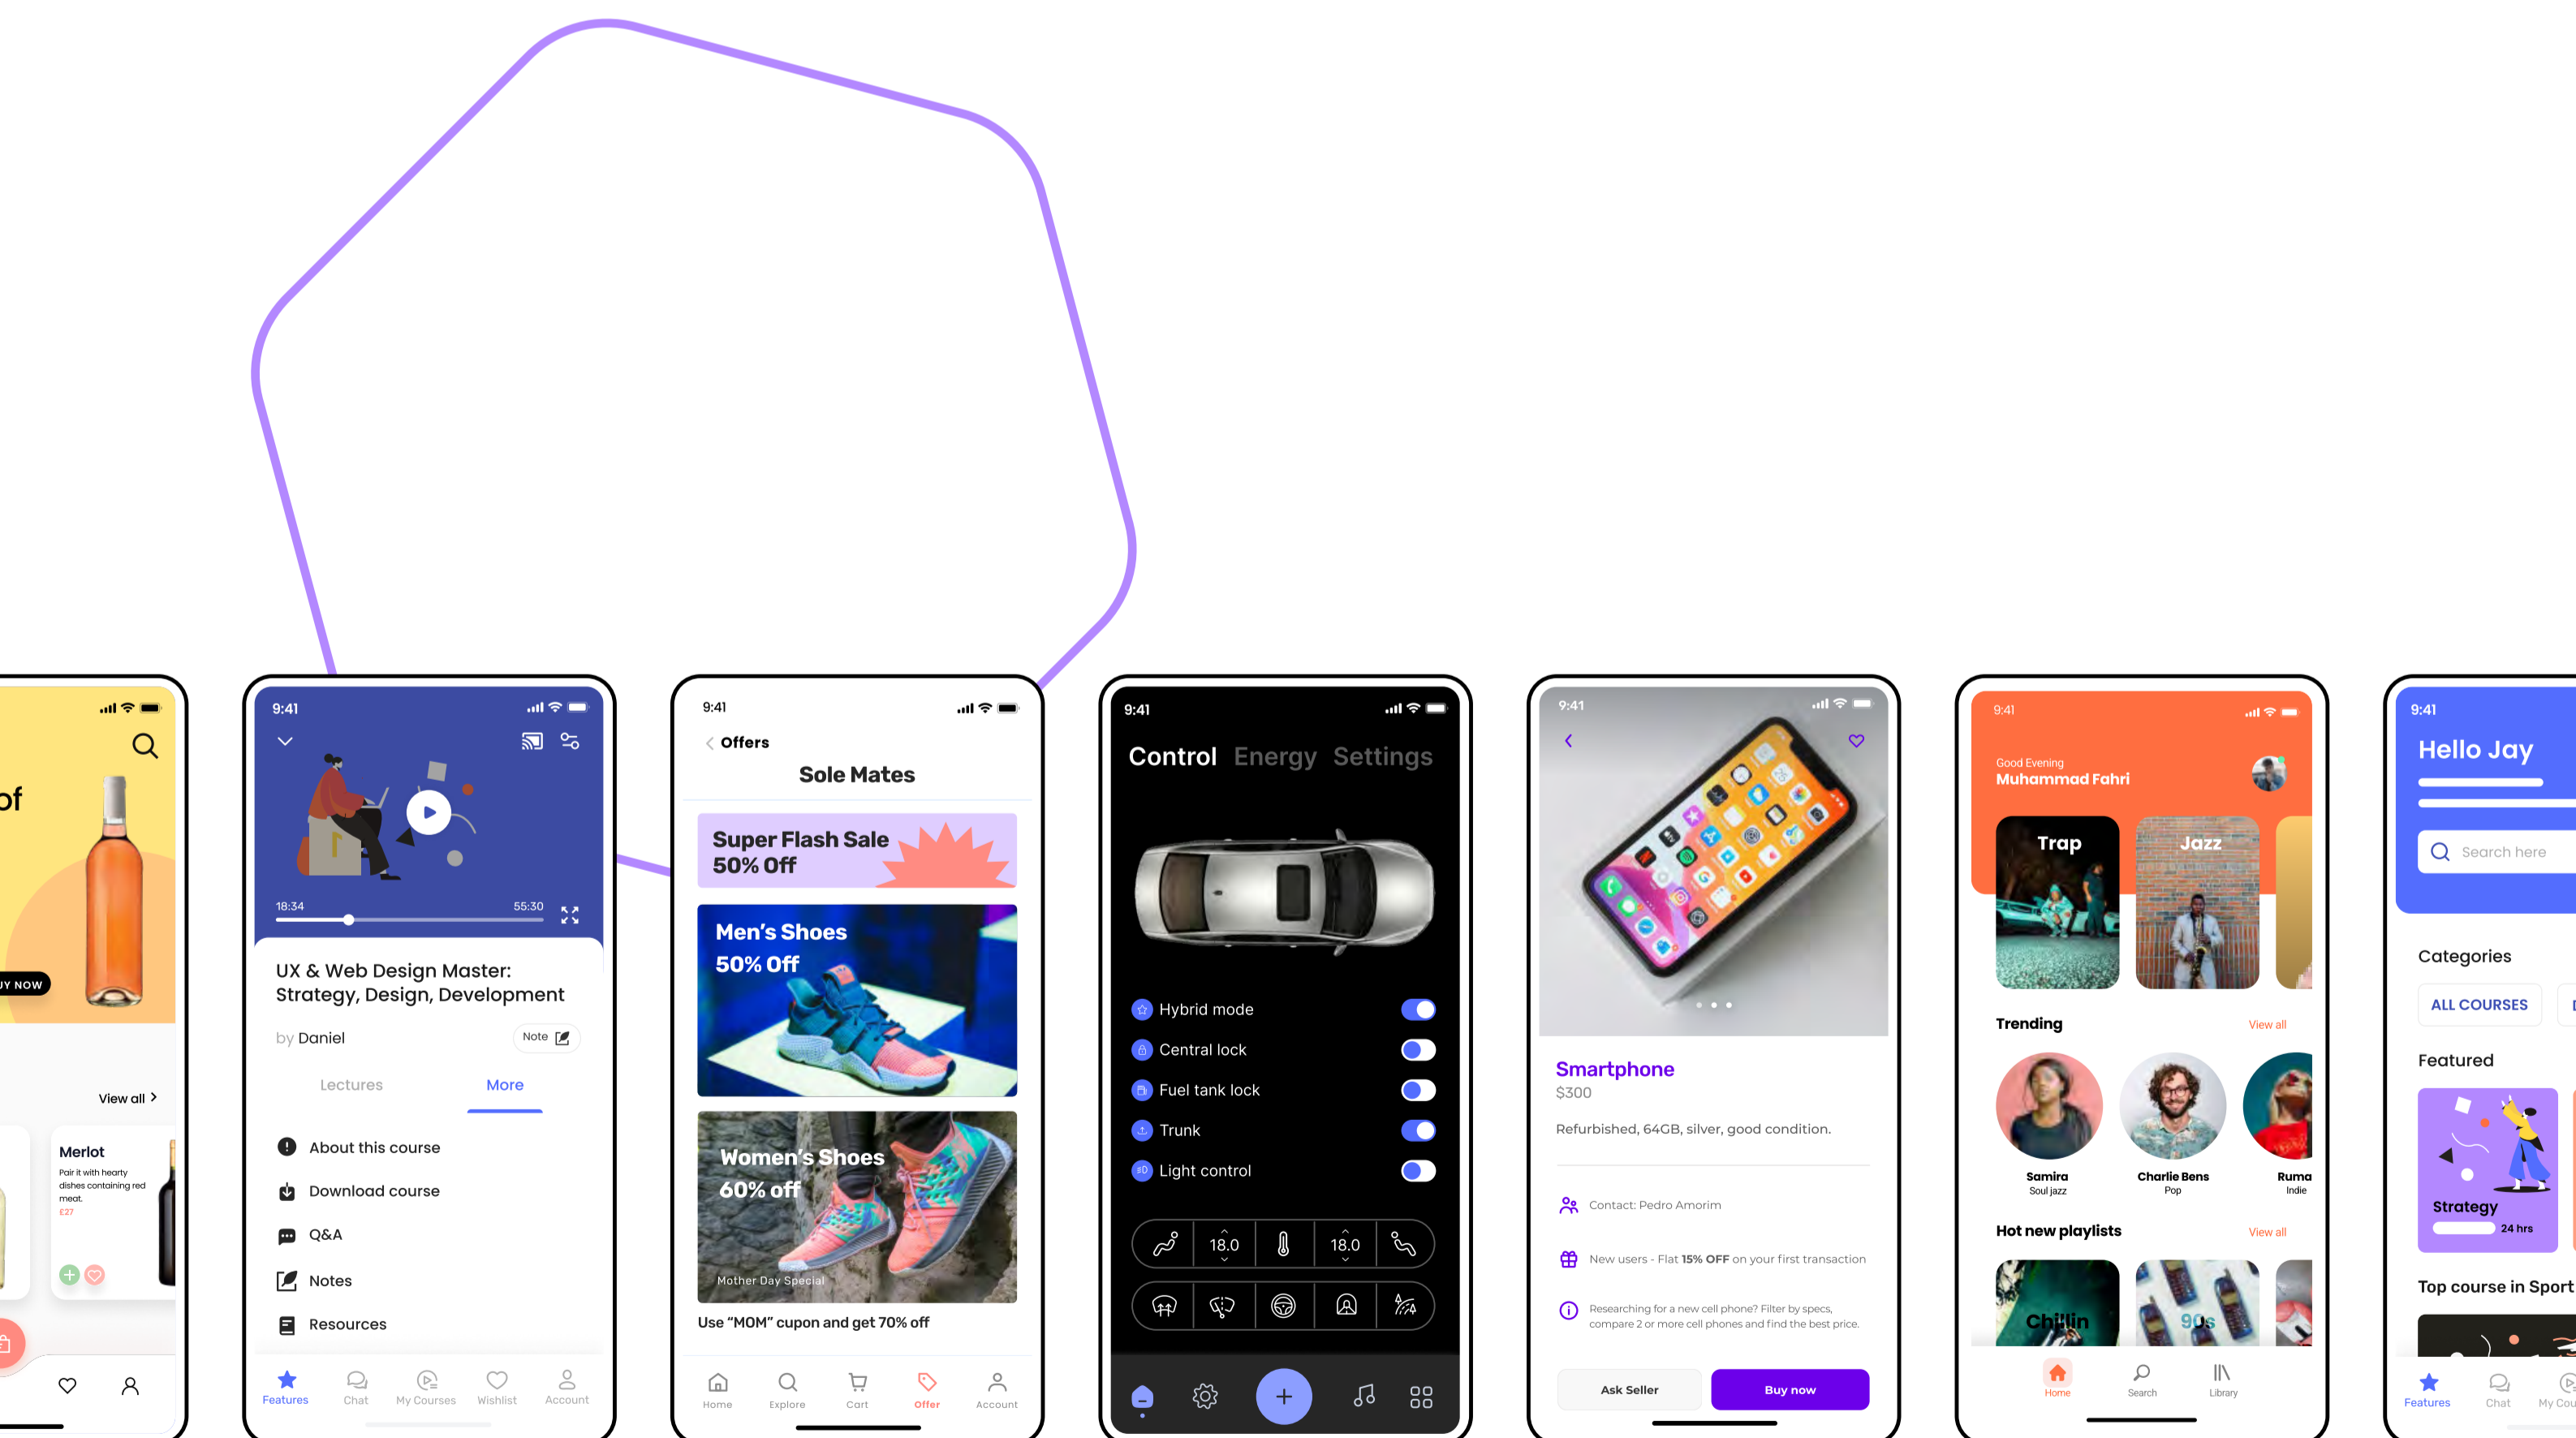 of
UY NOW
View all
Merlot
Pair it with hearty
dishes containing red
meat.
£27
9:41
18:34
55:30
UX & Web Design Master:
Strategy, Design, Development
by Daniel
Note
Lectures
More
About this course
Download course
Q&A
Notes
Resources
Features
Chat
My Courses
Wishlist
Account
9:41
Offers
Sole Mates
Super Flash Sale
50% Off
Men’s Shoes
50% Off
Women’s Shoes
60% off
Mother Day Special
Use “MOM” cupon and get 70% off
Home
Explore
Cart
Offer
Account
9:41
Control Energy Settings
Hybrid mode
Central lock
Fuel tank lock
Trunk
Light control
18.0
18.0
9:41
Smartphone
$300
Refurbished, 64GB, silver, good condition.
Contact: Pedro Amorim
New users - Flat 15% OFF on your first transaction
Researching for a new cell phone? Filter by specs,
compare 2 or more cell phones and find the best price.
Ask Seller
Buy now
9:41
Good Evening
Muhammad Fahri
Trap
Jazz
Trending
View all
Samira
Soul jazz
Charlie Bens
Pop
Ruma
Indie
Hot new playlists
View all
Chillin
90s
Home
Search
Library
9:41
Hello Jay
Search here
Categories
ALL COURSES
Featured
Strategy
24 hrs
Top course in Sport
Features
Chat
My Cou